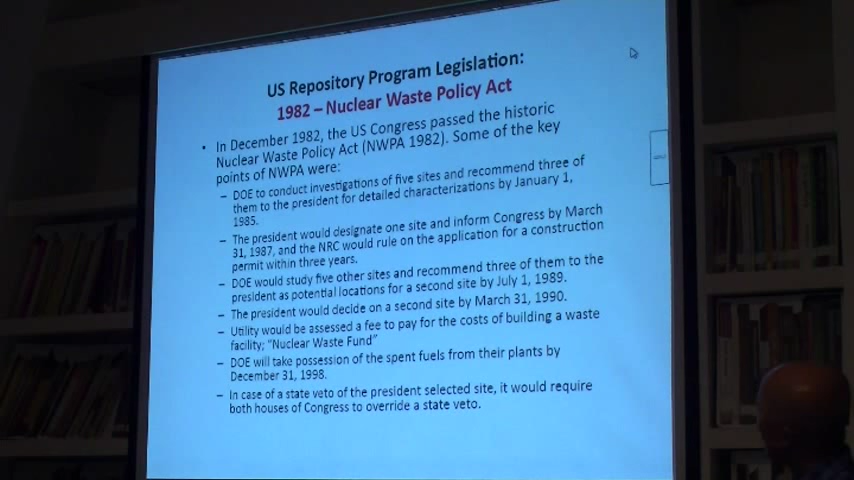 US Repository Program Legislation:
1982 – Nuclear Waste Policy Act
• In December 1982, the US Congress passed the historic
Nuclear Waste Policy Act (NWPA 1982). Some of the key
points of NWPA were:
– DOE to conduct investigations of five sites and recommend three of
them to the president for detailed characterizations by January 1,
1985.
– The president would designate one site and inform Congress by March
31, 1987, and the NRC would rule on the application for a construction
permit within three years.
– DOE would study five other sites and recommend three of them to the
president as potential locations for a second site by July 1, 1989.
– The president would decide on a second site by March 31, 1990.
– Utility would be assessed a fee to pay for the costs of building a waste
facility; "Nuclear Waste Fund"
– DOE will take possession of the spent fuels from their plants by
December 31, 1998.
– In case of a state veto of the president selected site, it would require
both houses of Congress to override a state veto.